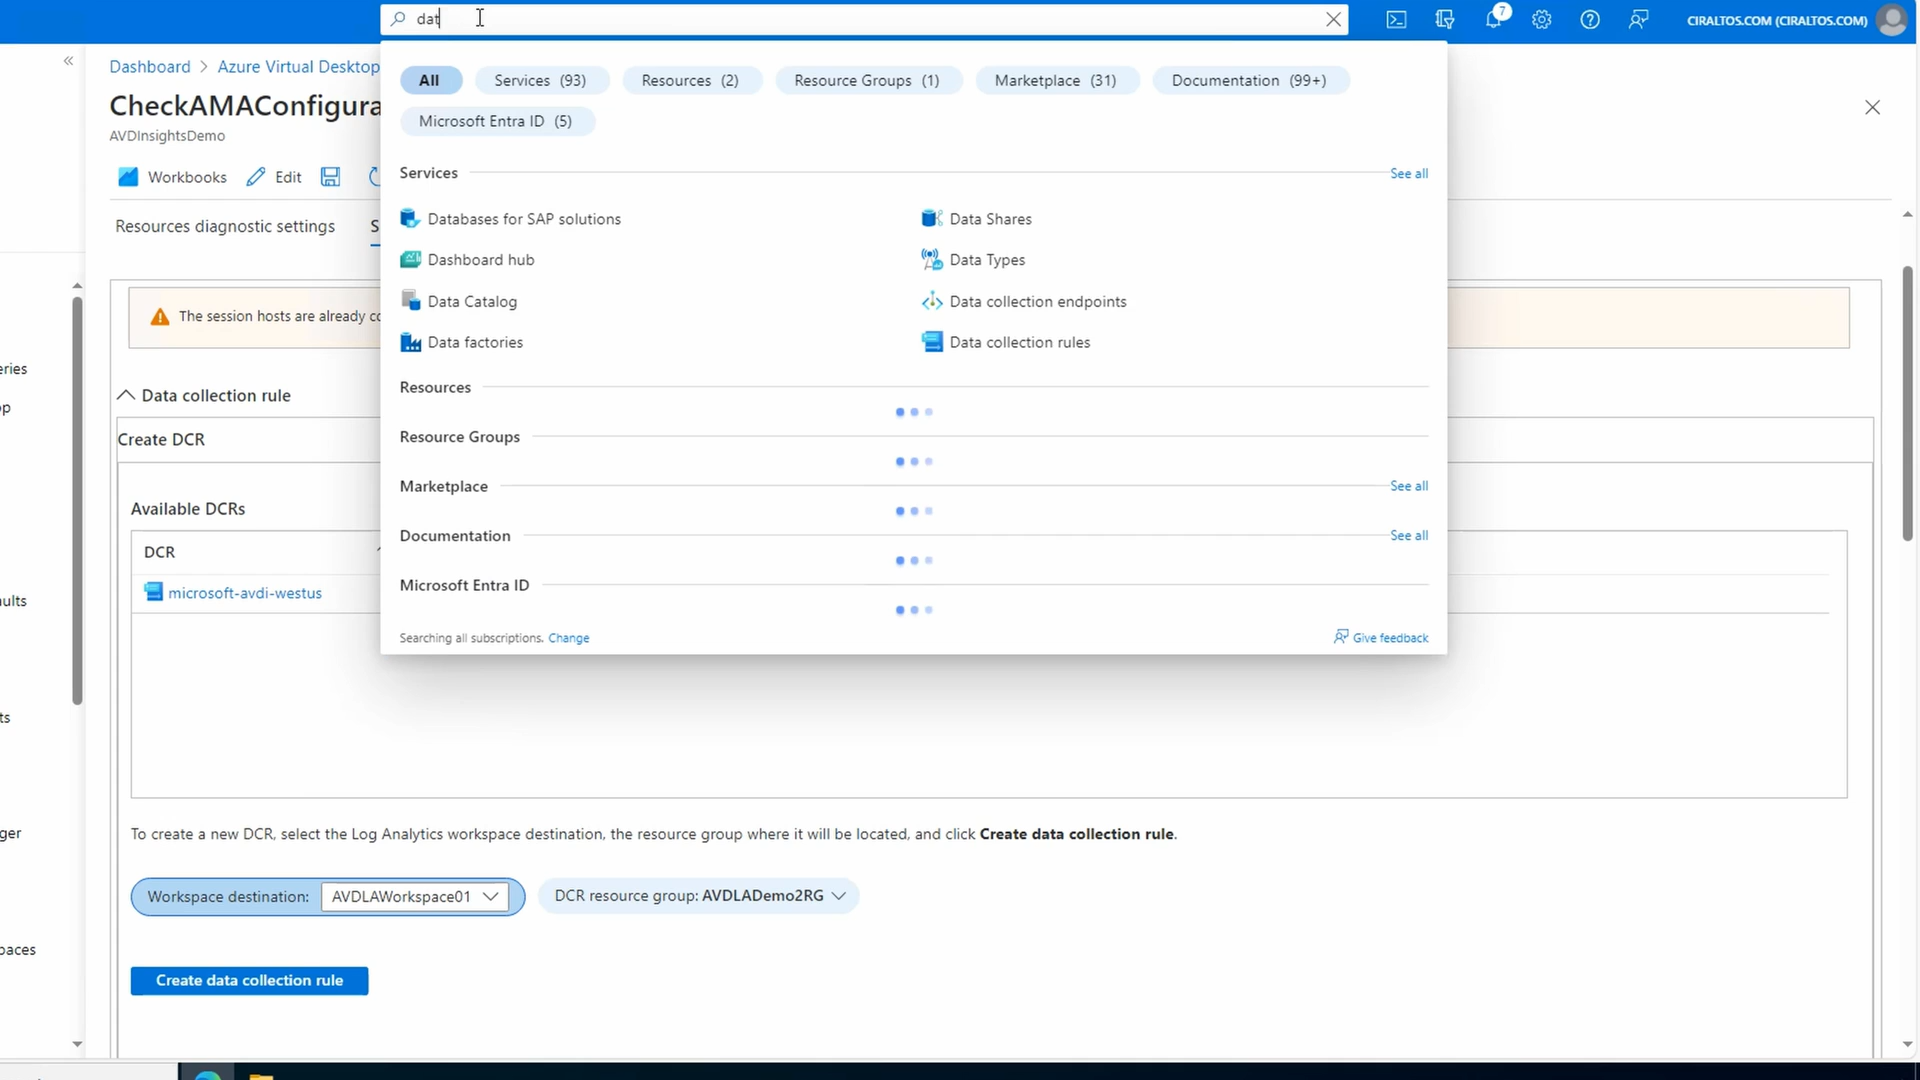 dat
7
CIRALTOS.COM (CIRALTOS.COM)
Dashboard > Azure Virtual Desktop
CheckAMAConfigura
AVDInsightsDemo
Workbooks Edit
Resources diagnostic settings S
All Services (93) Resources (2) Resource Groups (1) Marketplace (31) Documentation (99+)
Microsoft Entra ID (5)
Services See all
Databases for SAP solutions Data Shares
Dashboard hub Data Types
Data Catalog Data collection endpoints
Data factories Data collection rules
Resources
Resource Groups
Marketplace See all
Documentation See all
Microsoft Entra ID
Searching all subscriptions. Change Give feedback
The session hosts are already co
eries
op
aults
ts
ger
paces
Data collection rule
Create DCR
Available DCRs
DCR
microsoft-avdi-westus
To create a new DCR, select the Log Analytics workspace destination, the resource group where it will be located, and click Create data collection rule.
Workspace destination: AVDLAWorkspace01 DCR resource group: AVDLADemo2RG
Create data collection rule